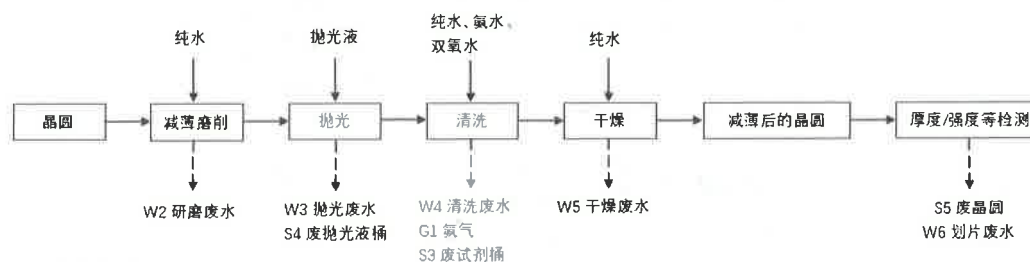 纯水
抛光液
纯水、氨水、
双氧水
纯水
晶圆
减薄磨削
抛光
清洗
干燥
减薄后的晶圆
厚度/强度等检测
W2 研磨废水
W3 抛光废水
S4 废抛光液桶
W4 清洗废水
G1 氨气
S3 废试剂桶
W5 干燥废水
S5 废晶圆
W6 划片废水